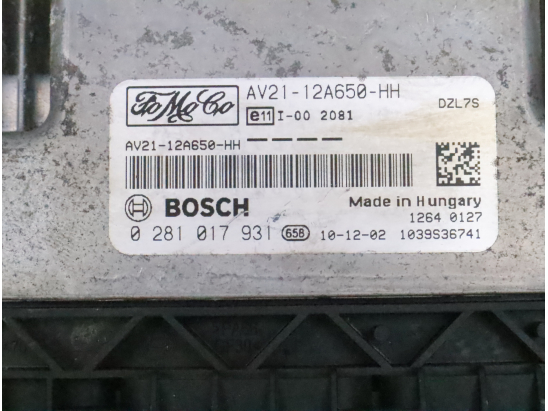 FoMoCo AV21-12A650-HH
e11 I-00 2081 DZL7S
AV21-12A650-HH
BOSCH Made in Hungary
1264 0127
0 281 017 931 658 10-12-02 1039S36741